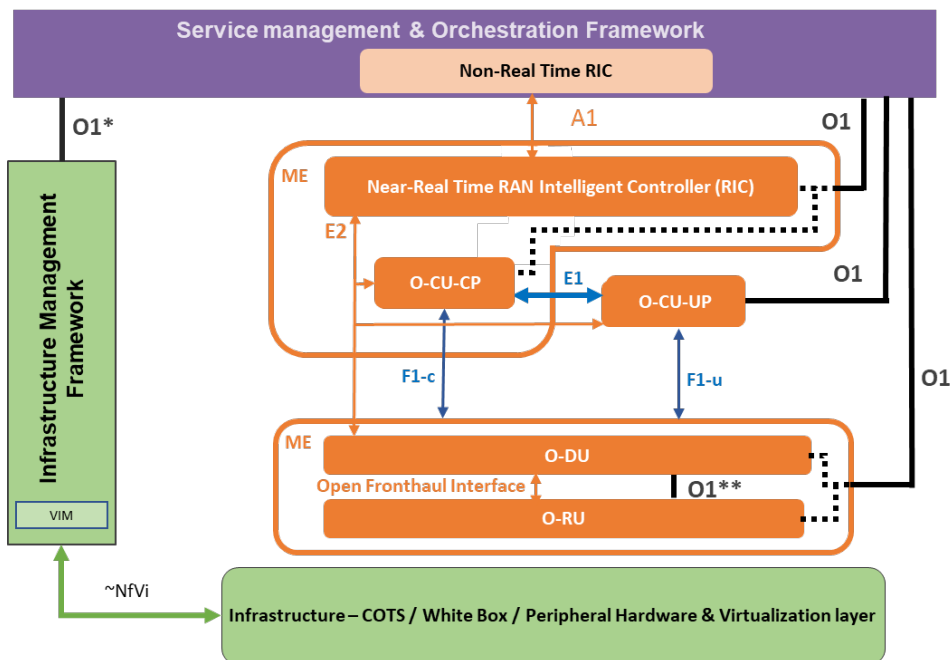 Service management & Orchestration Framework
Non-Real Time RIC
O1*
A1
O1
ME
Near-Real Time RAN Intelligent Controller (RIC)
E2
O-CU-CP
E1
O-CU-UP
O1
Infrastructure Management
Framework
F1-c
F1-u
O1
ME
O-DU
Open Fronthaul Interface
O1**
O-RU
VIM
~NfVi
Infrastructure – COTS / White Box / Peripheral Hardware & Virtualization layer